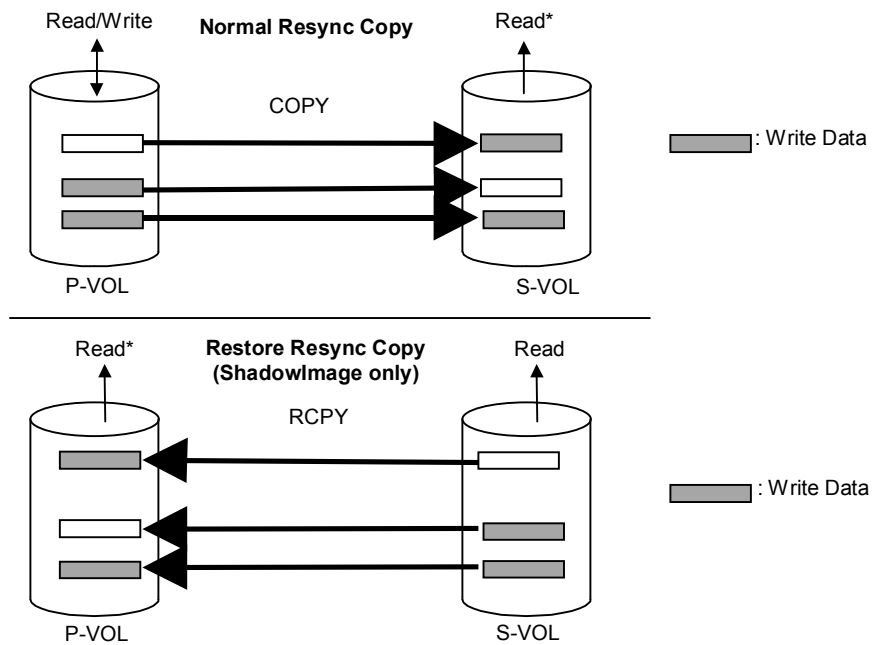 Read/Write
Normal Resync Copy
Read*
COPY
: Write Data
P-VOL
S-VOL
Read*
Restore Resync Copy
(ShadowImage only)
Read
RCPY
: Write Data
P-VOL
S-VOL